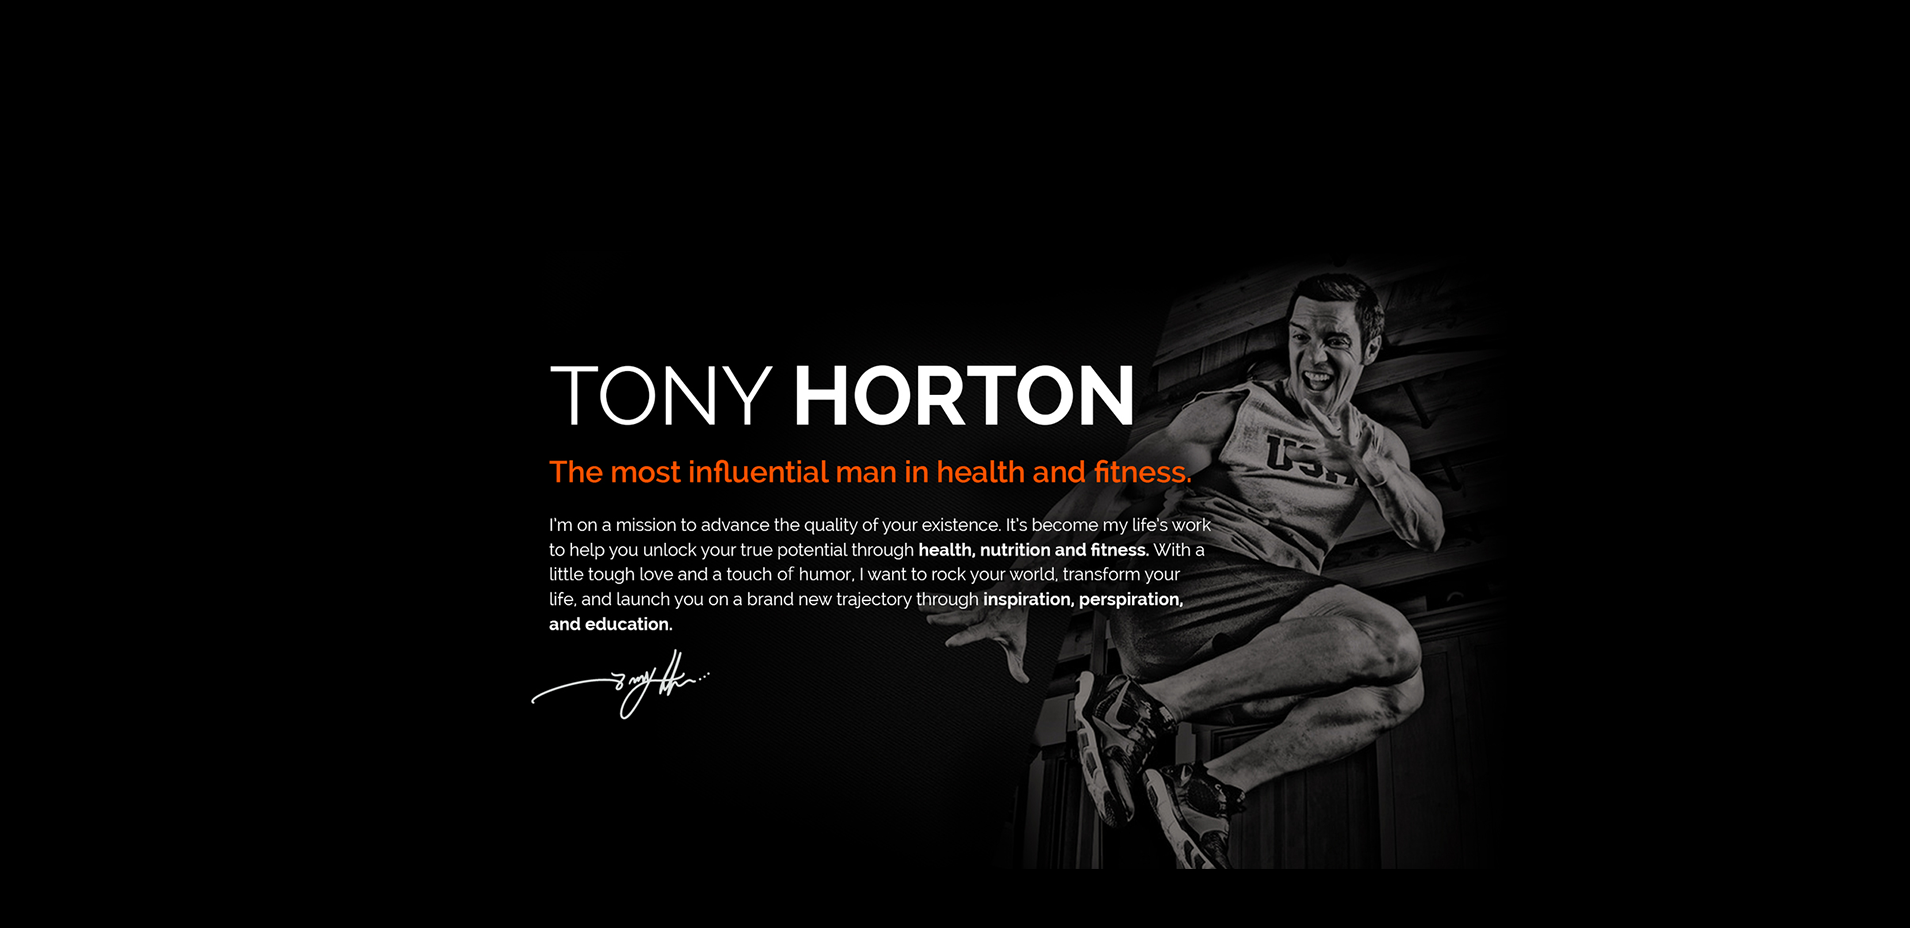 TONY HORTON
The most influential man in health and fitness.
I'm on a mission to advance the quality of your existence. It's become my life's work
to help you unlock your true potential through health, nutrition and fitness. With a
little tough love and a touch of humor, I want to rock your world, transform your
life, and launch you on a brand new trajectory through inspiration, perspiration,
and education.
USA